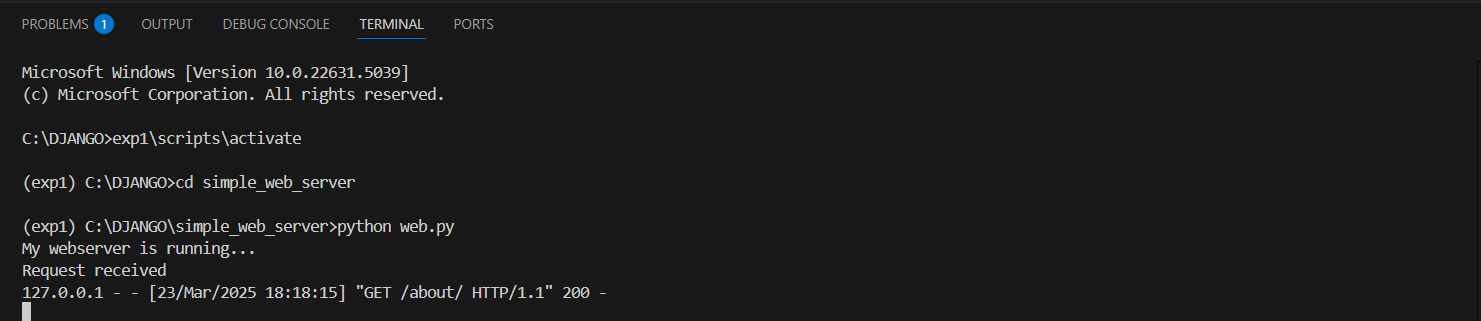 PROBLEMS 1 OUTPUT DEBUG CONSOLE TERMINAL PORTS
Microsoft Windows [Version 10.0.22631.5039]
(c) Microsoft Corporation. All rights reserved.
C:\DJANGO>exp1\scripts\activate
(exp1) C:\DJANGO>cd simple_web_server
(exp1) C:\DJANGO\simple_web_server>python web.py
My webserver is running...
Request received
127.0.0.1 - - [23/Mar/2025 18:18:15] "GET /about/ HTTP/1.1" 200 -